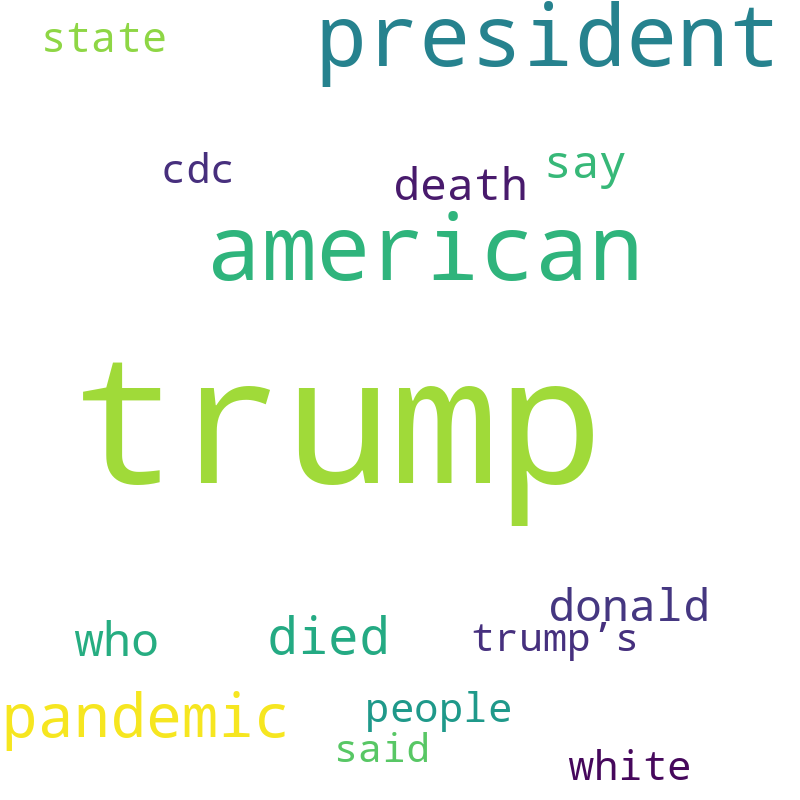 state president
cdc death say
american
trump
donald
who died trump’s
pandemic people
said white